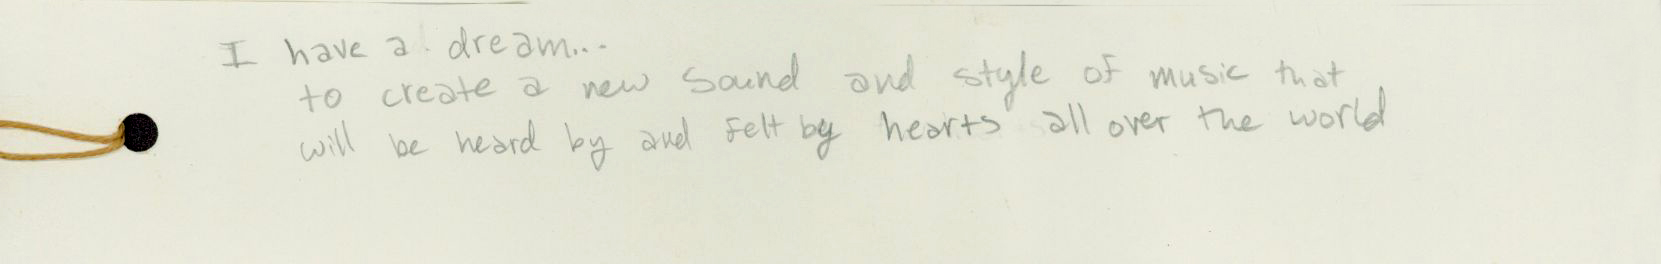 I have a dream...
to create a new sound and style of music that
will be heard by and felt by hearts all over the world